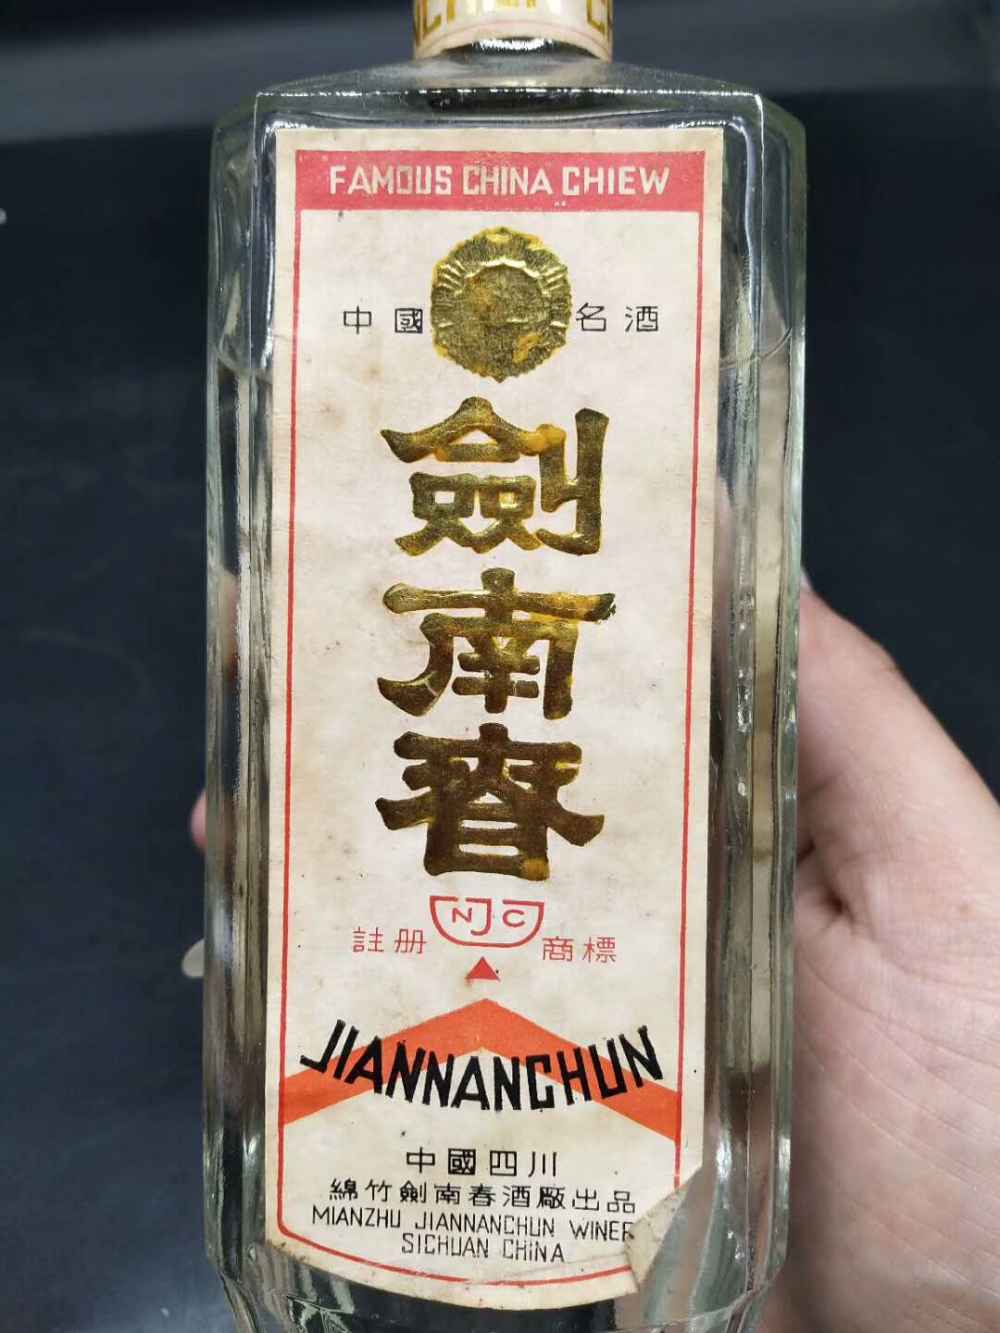 FAMOUS CHINA CHIEW
中國 名酒
劍南春
NJC
註册 商標
JIANNANCHUN
中國四川
綿竹劍南春酒廠出品
MIANZHU JIANNANCHUN WINER
SICHUAN CHINA